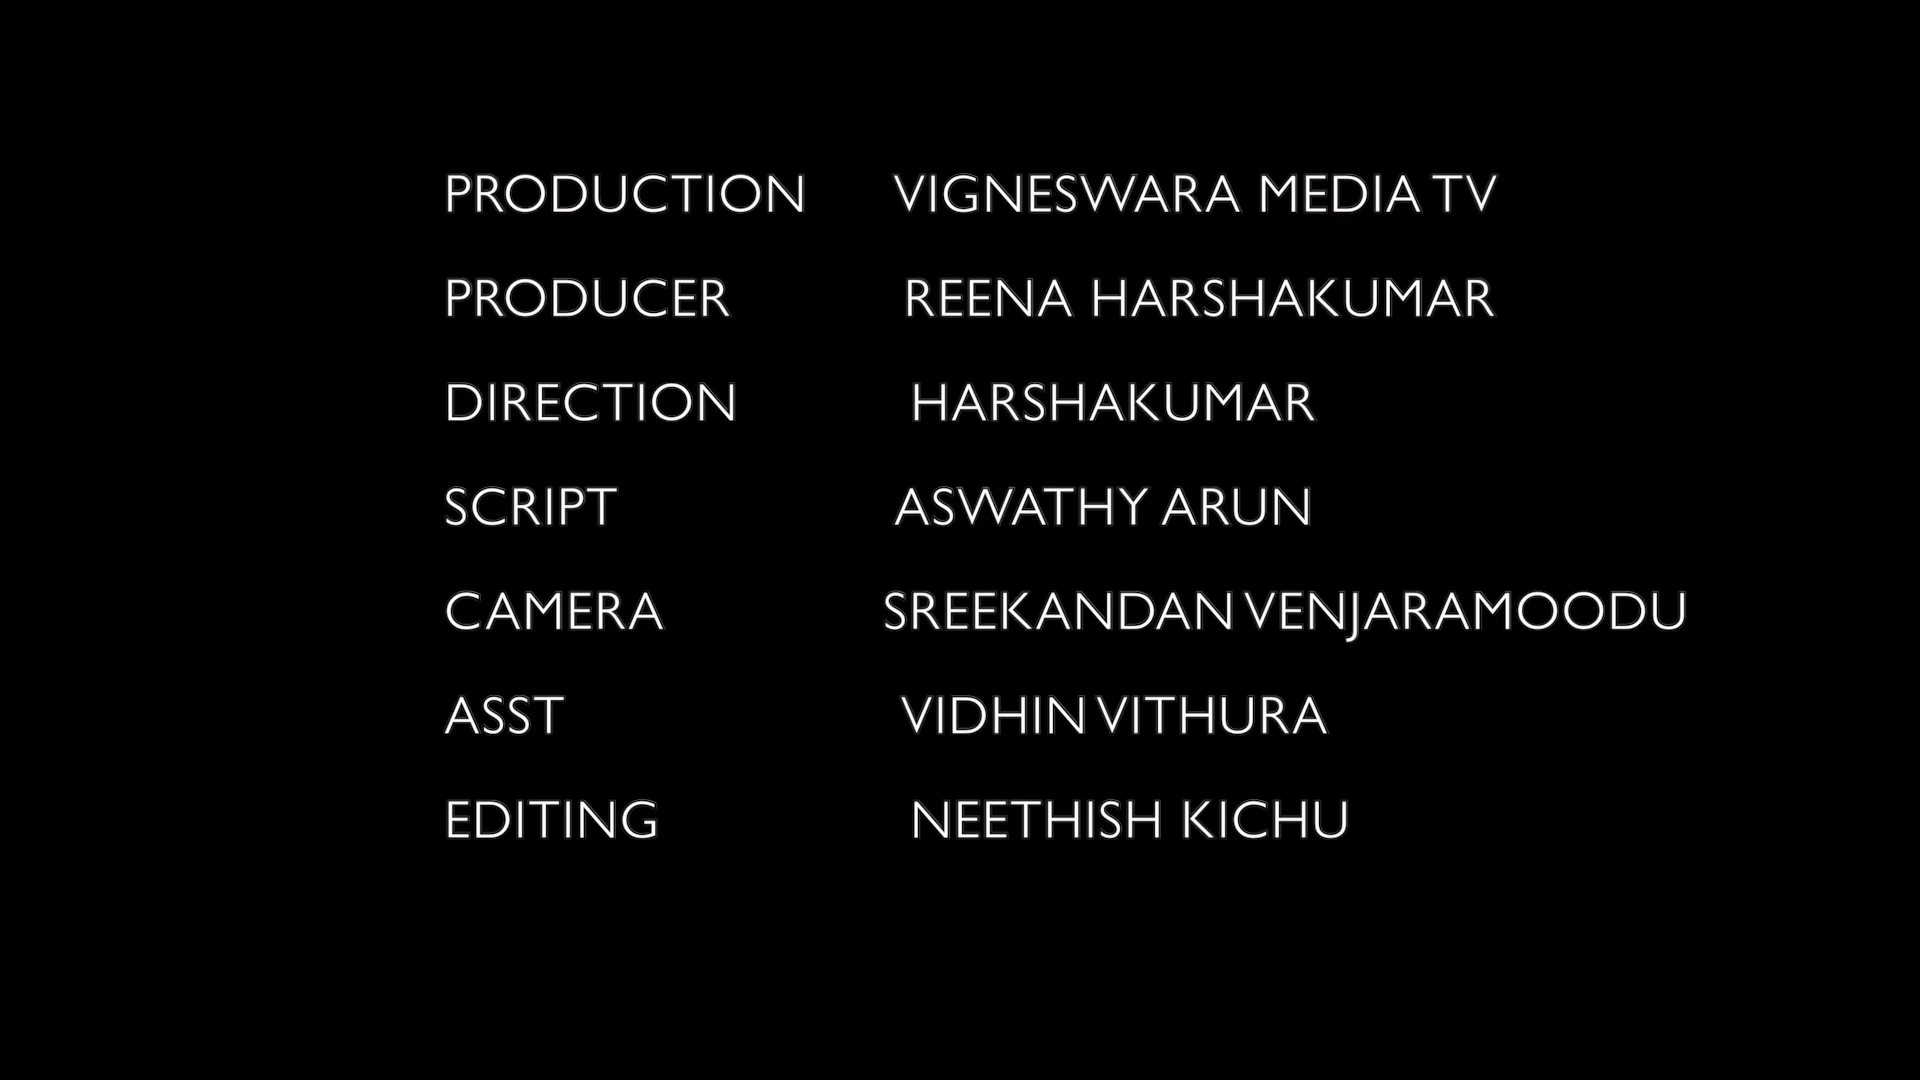 PRODUCTION VIGNESWARA MEDIA TV
PRODUCER REENA HARSHAKUMAR
DIRECTION HARSHAKUMAR
SCRIPT ASWATHY ARUN
CAMERA SREEKANDAN VENJARAMOODU
ASST VIDHIN VITHURA
EDITING NEETHISH KICHU